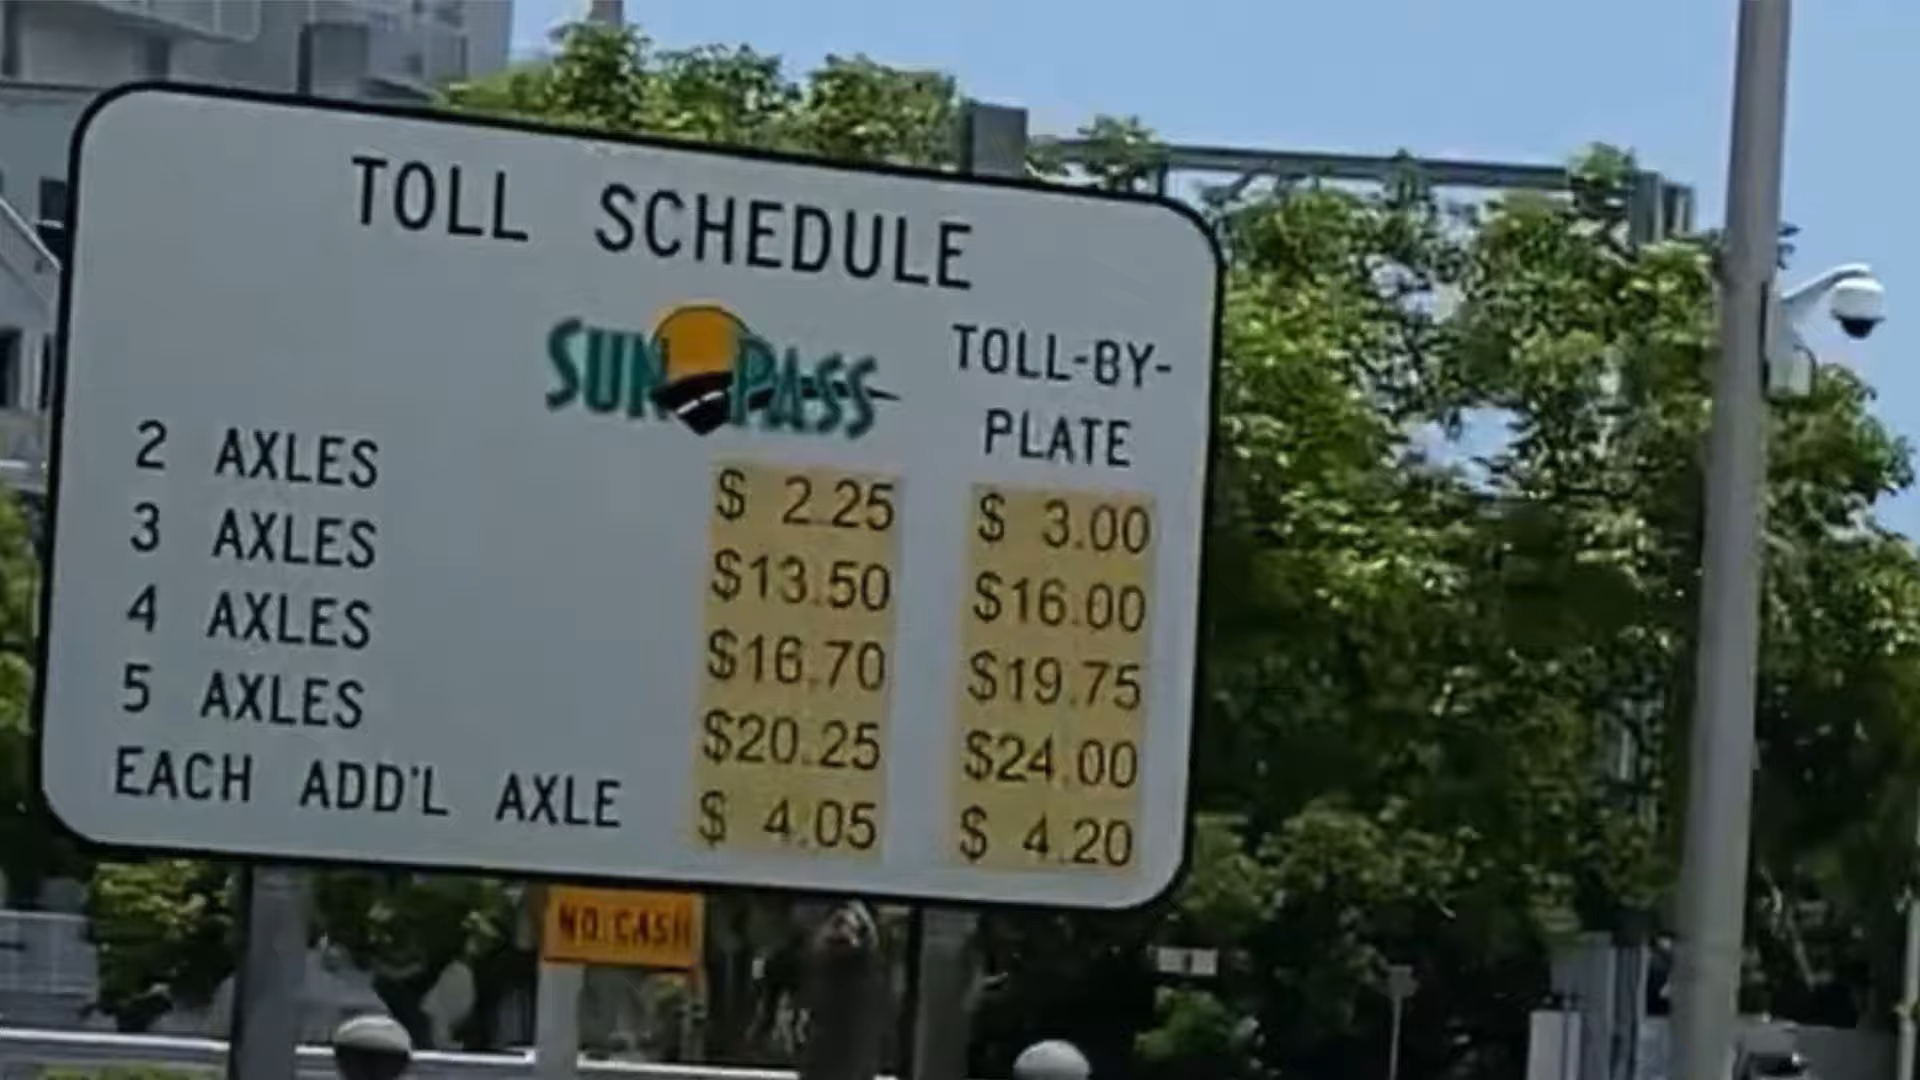 TOLL SCHEDULE
SUNPASS TOLL-BY-
PLATE
2 AXLES $ 2.25 $ 3.00
3 AXLES $13.50 $16.00
4 AXLES $16.70 $19.75
5 AXLES $20.25 $24.00
EACH ADD'L AXLE $ 4.05 $ 4.20
NO CASH